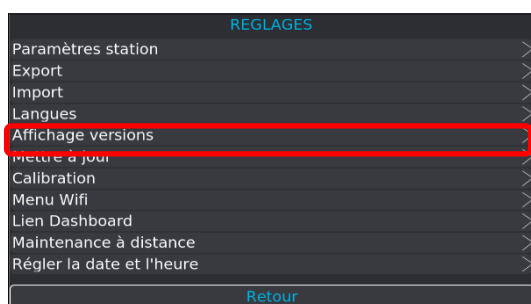 REGLAGES
Paramètres station
Export
Import
Langues
Affichage versions
Mettre à jour
Calibration
Menu Wifi
Lien Dashboard
Maintenance à distance
Régler la date et l'heure
Retour